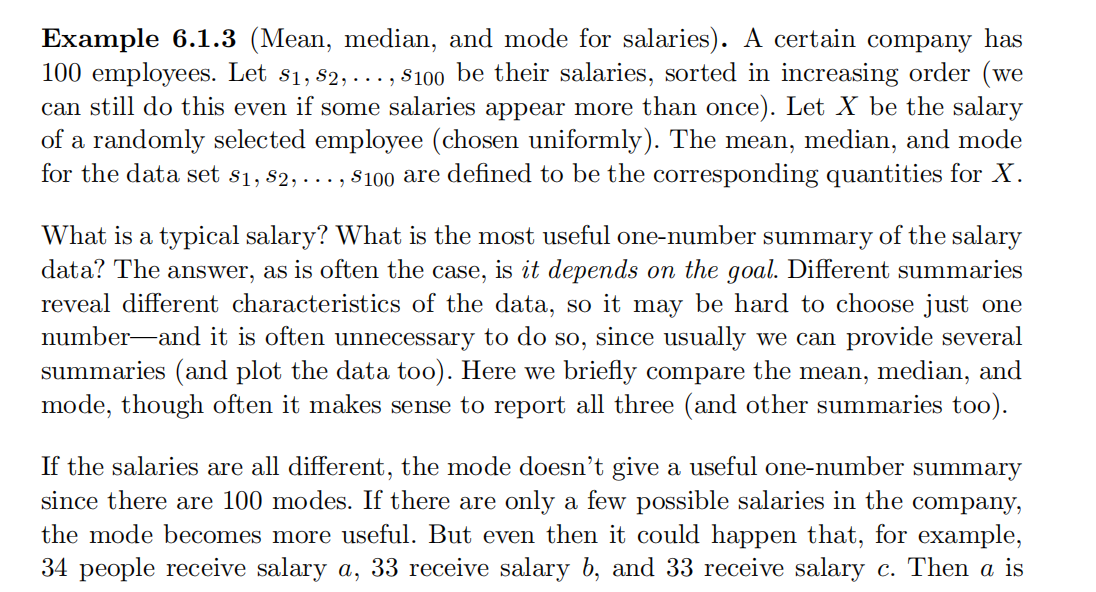 Example 6.1.3 (Mean, median, and mode for salaries). A certain company has
100 employees. Let s₁, s₂, . . . , s₁₀₀ be their salaries, sorted in increasing order (we
can still do this even if some salaries appear more than once). Let X be the salary
of a randomly selected employee (chosen uniformly). The mean, median, and mode
for the data set s₁, s₂, . . . , s₁₀₀ are defined to be the corresponding quantities for X.
What is a typical salary? What is the most useful one-number summary of the salary
data? The answer, as is often the case, is it depends on the goal. Different summaries
reveal different characteristics of the data, so it may be hard to choose just one
number—and it is often unnecessary to do so, since usually we can provide several
summaries (and plot the data too). Here we briefly compare the mean, median, and
mode, though often it makes sense to report all three (and other summaries too).
If the salaries are all different, the mode doesn't give a useful one-number summary
since there are 100 modes. If there are only a few possible salaries in the company,
the mode becomes more useful. But even then it could happen that, for example,
34 people receive salary a, 33 receive salary b, and 33 receive salary c. Then a is